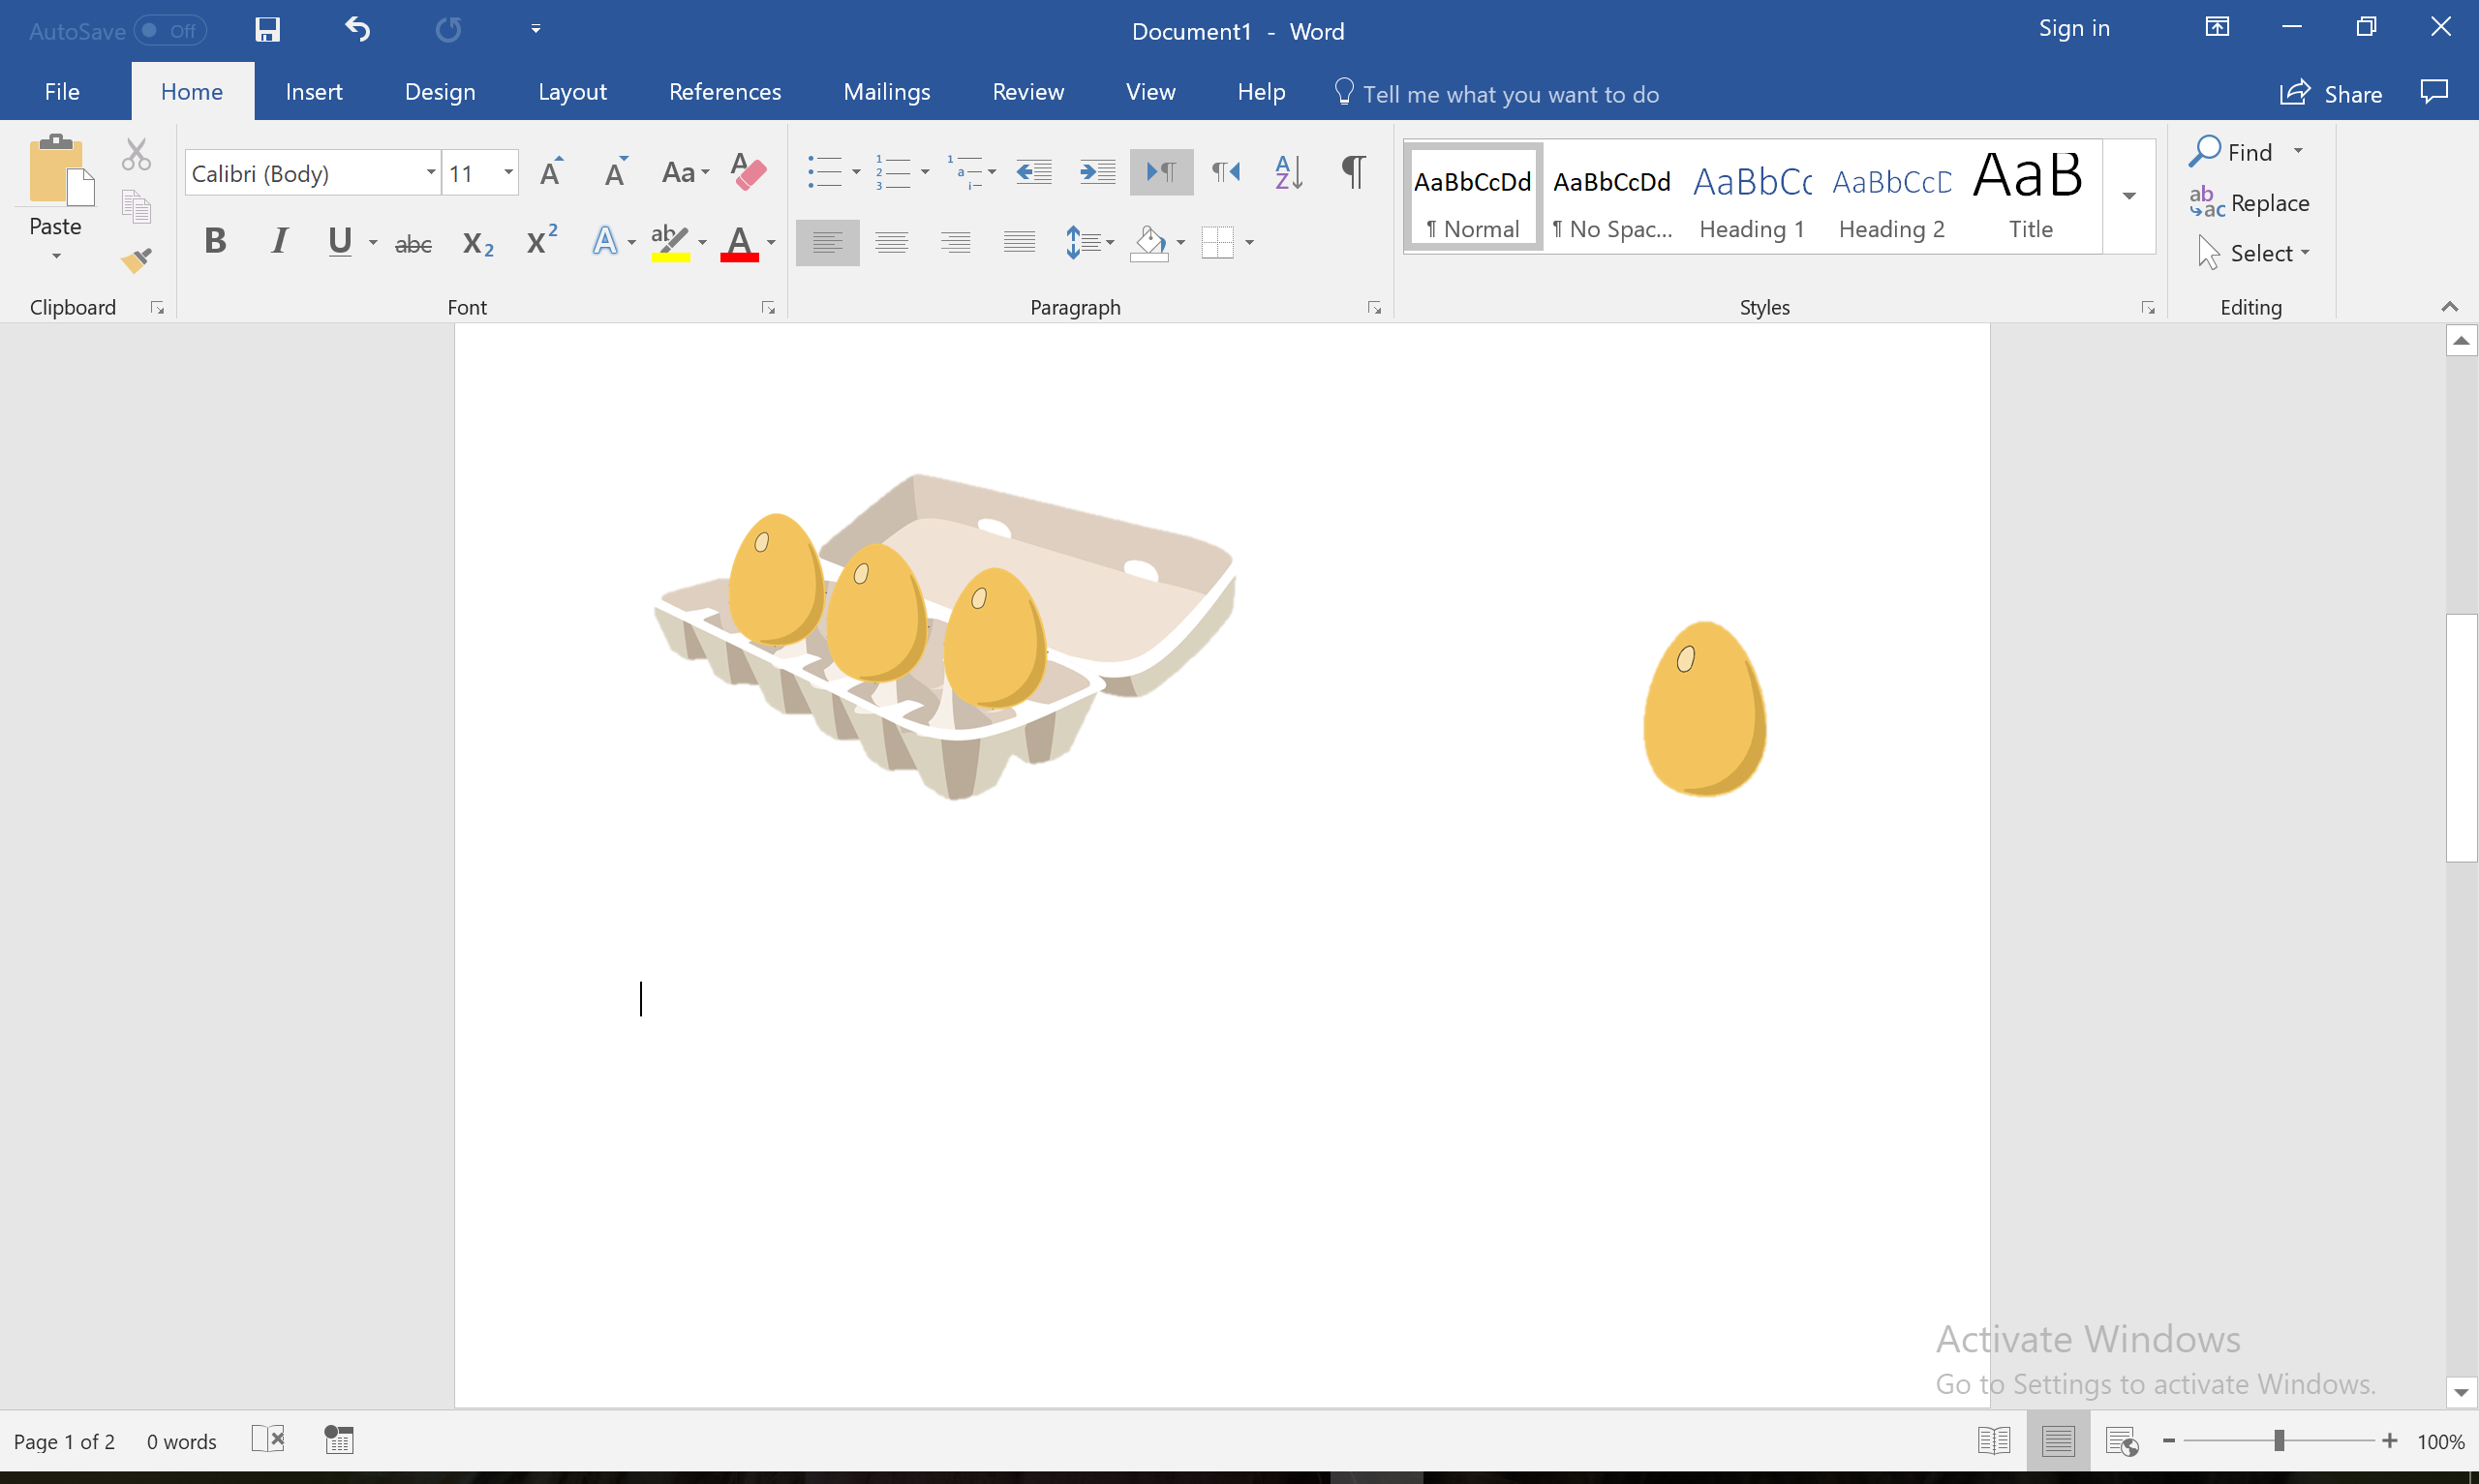 AutoSave Off
Document1 - Word
Sign in
File Home Insert Design Layout References Mailings Review View Help Tell me what you want to do Share
Paste
Calibri (Body) 11
Clipboard
Font
Paragraph
AaBbCcDd AaBbCcDd AaBbCc AaBbCcD AaB
¶ Normal ¶ No Spac... Heading 1 Heading 2 Title
Styles
Find
Replace
Select
Editing
Activate Windows
Go to Settings to activate Windows.
Page 1 of 2 0 words
100%